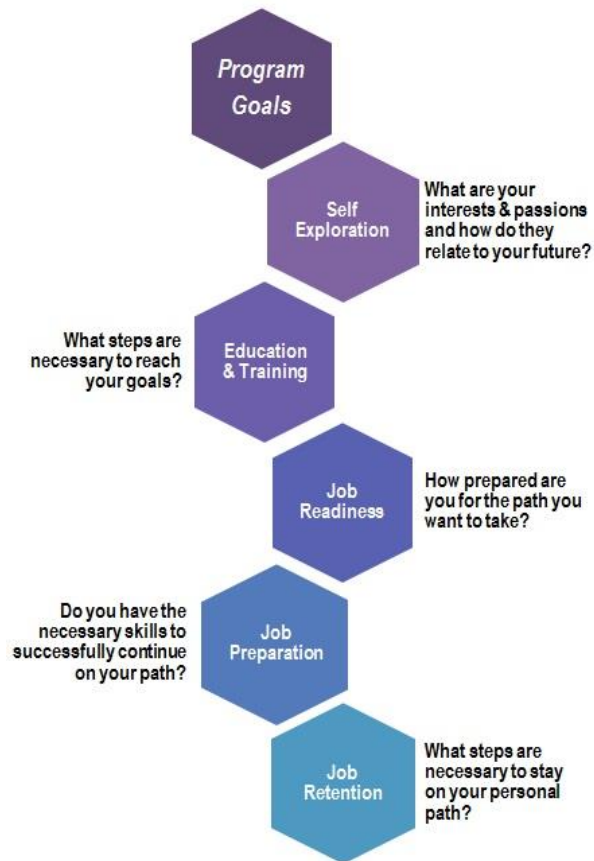 Program
Goals
Self
Exploration
What are your
interests & passions
and how do they
relate to your future?
What steps are
necessary to reach
your goals?
Education
& Training
Job
Readiness
How prepared are
you for the path you
want to take?
Do you have the
necessary skills to
successfully continue
on your path?
Job
Preparation
Job
Retention
What steps are
necessary to stay
on your personal
path?